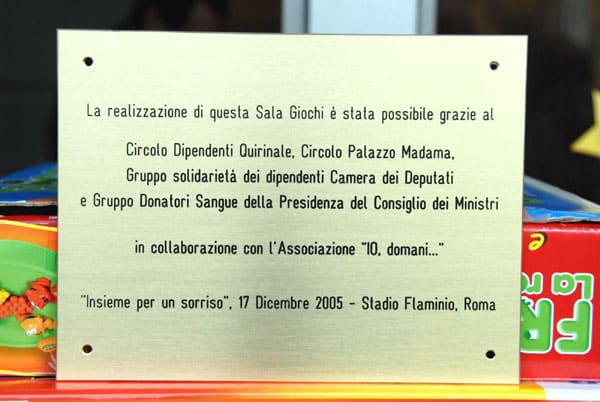 La realizzazione di questa Sala Giochi è stata possibile grazie al
Circolo Dipendenti Quirinale, Circolo Palazzo Madama,
Gruppo solidarietà dei dipendenti Camera dei Deputati
e Gruppo Donatori Sangue della Presidenza del Consiglio dei Ministri
in collaborazione con l'Associazione "IO, domani..."
"Insieme per un sorriso", 17 Dicembre 2005 - Stadio Flaminio, Roma